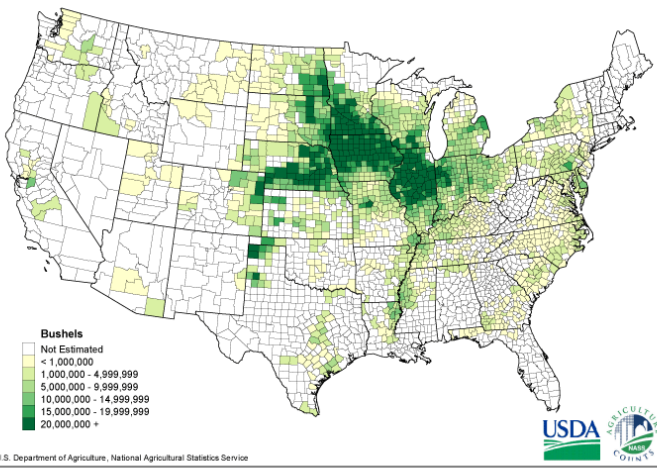 Bushels
Not Estimated
< 1,000,000
1,000,000 - 4,999,999
5,000,000 - 9,999,999
10,000,000 - 14,999,999
15,000,000 - 19,999,999
20,000,000 +
USDA
AGRICULTURE
NASS
COUNTS
.S. Department of Agriculture, National Agricultural Statistics Service